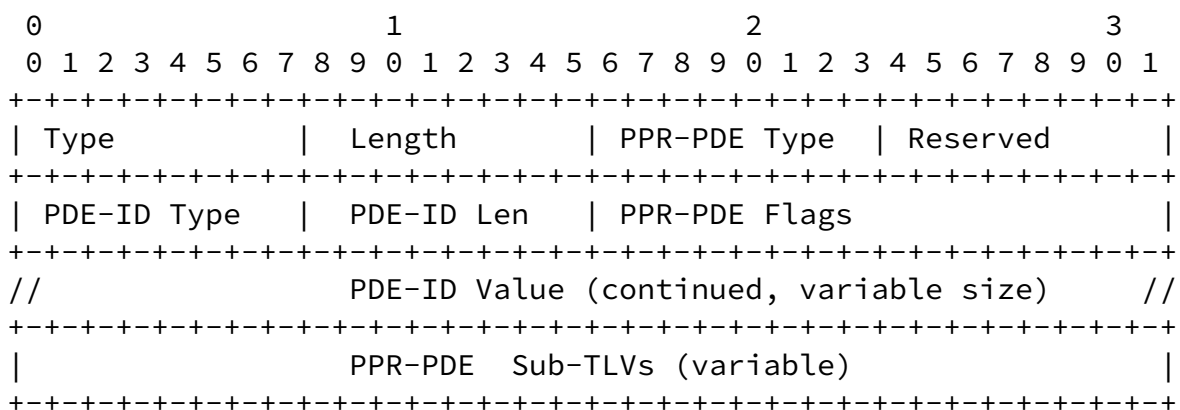 0                   1                   2                   3
 0 1 2 3 4 5 6 7 8 9 0 1 2 3 4 5 6 7 8 9 0 1 2 3 4 5 6 7 8 9 0 1
+-+-+-+-+-+-+-+-+-+-+-+-+-+-+-+-+-+-+-+-+-+-+-+-+-+-+-+-+-+-+-+-+
| Type          |  Length       | PPR-PDE Type  | Reserved      |
+-+-+-+-+-+-+-+-+-+-+-+-+-+-+-+-+-+-+-+-+-+-+-+-+-+-+-+-+-+-+-+-+
| PDE-ID Type   |  PDE-ID Len   | PPR-PDE Flags                 |
+-+-+-+-+-+-+-+-+-+-+-+-+-+-+-+-+-+-+-+-+-+-+-+-+-+-+-+-+-+-+-+-+
//                 PDE-ID Value (continued, variable size)     //
+-+-+-+-+-+-+-+-+-+-+-+-+-+-+-+-+-+-+-+-+-+-+-+-+-+-+-+-+-+-+-+-+
|                  PPR-PDE  Sub-TLVs (variable)                 |
+-+-+-+-+-+-+-+-+-+-+-+-+-+-+-+-+-+-+-+-+-+-+-+-+-+-+-+-+-+-+-+-+